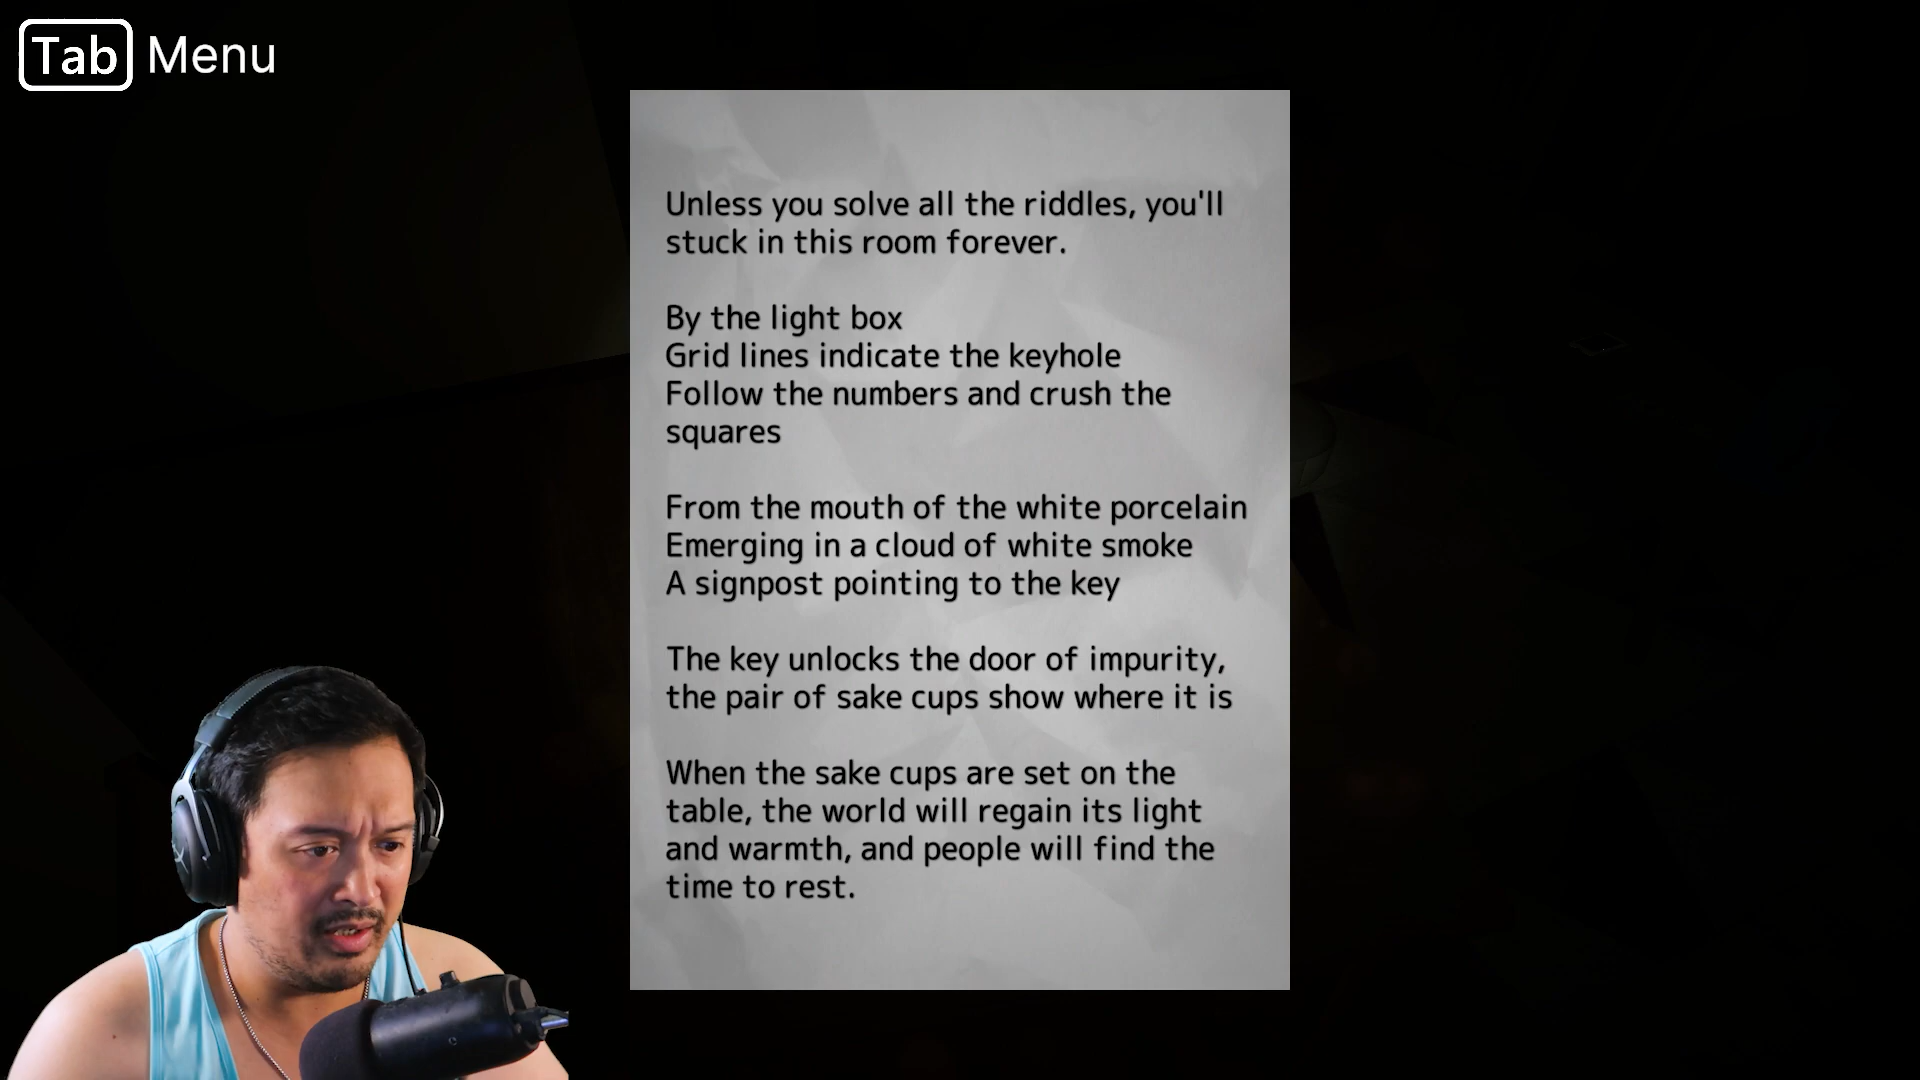 Tab Menu
Unless you solve all the riddles, you'll
stuck in this room forever.
By the light box
Grid lines indicate the keyhole
Follow the numbers and crush the
squares
From the mouth of the white porcelain
Emerging in a cloud of white smoke
A signpost pointing to the key
The key unlocks the door of impurity,
the pair of sake cups show where it is
When the sake cups are set on the
table, the world will regain its light
and warmth, and people will find the
time to rest.